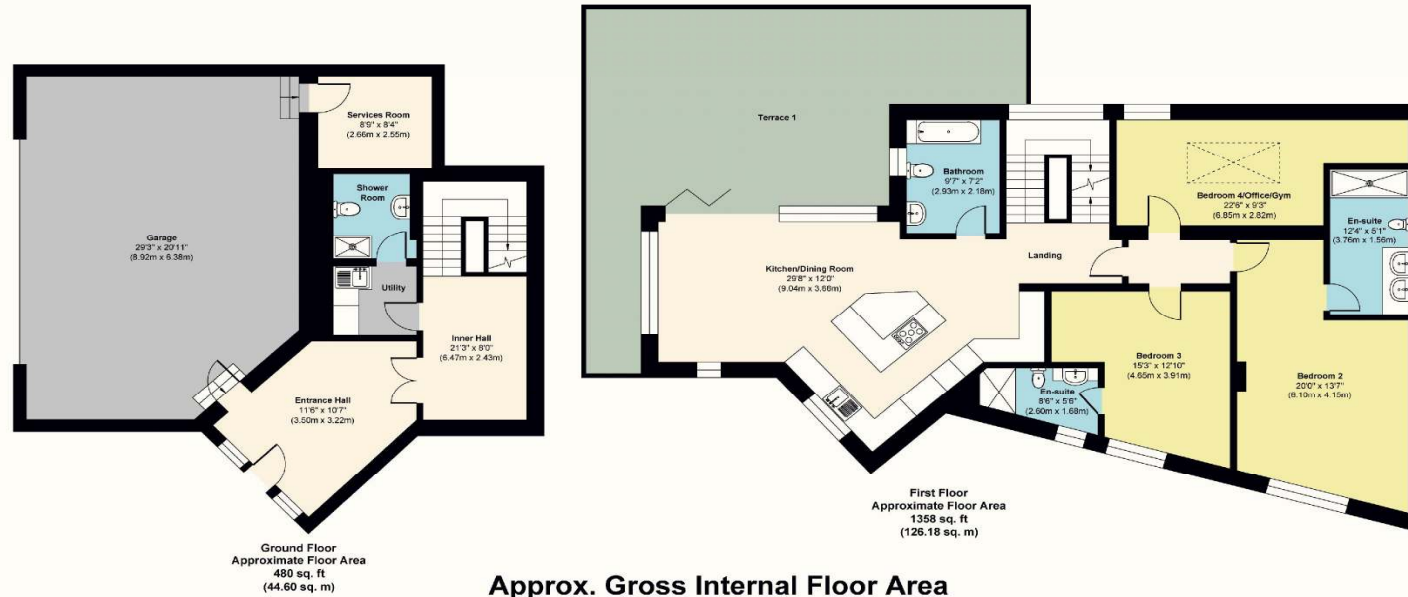 Services Room
8'9" x 8'4"
(2.66m x 2.55m)
Shower
Room
Garage
29'3" x 20'11"
(8.92m x 6.38m)
Utility
Inner Hall
21'3" x 8'0"
(6.47m x 2.43m)
Entrance Hall
11'6" x 10'7"
(3.50m x 3.22m)
Ground Floor
Approximate Floor Area
480 sq. ft
(44.60 sq. m)
Terrace 1
Bathroom
9'7" x 7'2"
(2.93m x 2.18m)
Bedroom 4/Office/Gym
22'6" x 9'3"
(6.85m x 2.82m)
En-suite
12'4" x 5'1"
(3.76m x 1.56m)
Kitchen/Dining Room
29'8" x 12'0"
(9.04m x 3.66m)
Landing
Bedroom 3
15'3" x 12'10"
(4.65m x 3.91m)
En-suite
8'6" x 5'6"
(2.60m x 1.68m)
Bedroom 2
20'0" x 13'7"
(6.10m x 4.15m)
First Floor
Approximate Floor Area
1358 sq. ft
(126.18 sq. m)
Approx. Gross Internal Floor Area